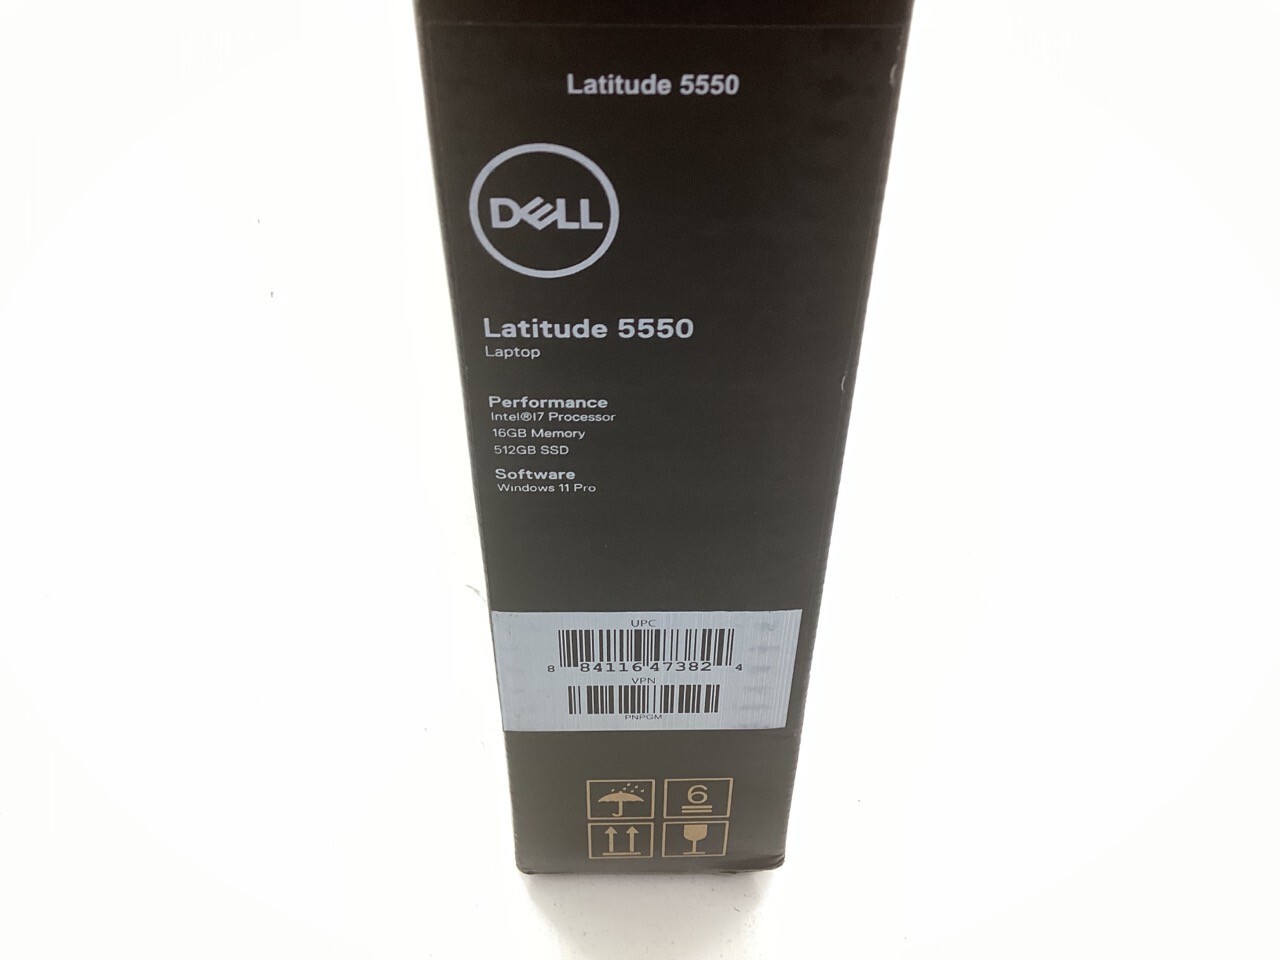 Latitude 5550
DELL
Latitude 5550
Laptop
Performance
Intel®I7 Processor
16GB Memory
512GB SSD
Software
Windows 11 Pro
UPC
8 84116 47382 4
VPN
PNPGM
6